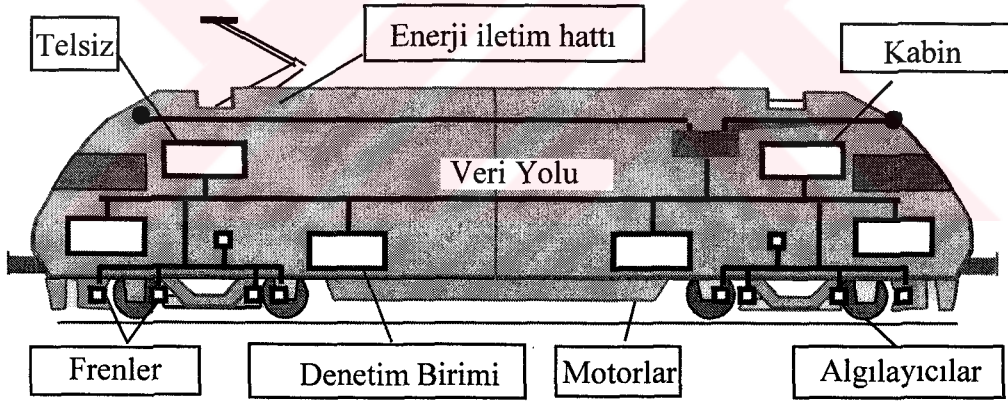 Telsiz
Enerji iletim hattı
Kabin
Veri Yolu
Frenler
Denetim Birimi
Motorlar
Algılayıcılar